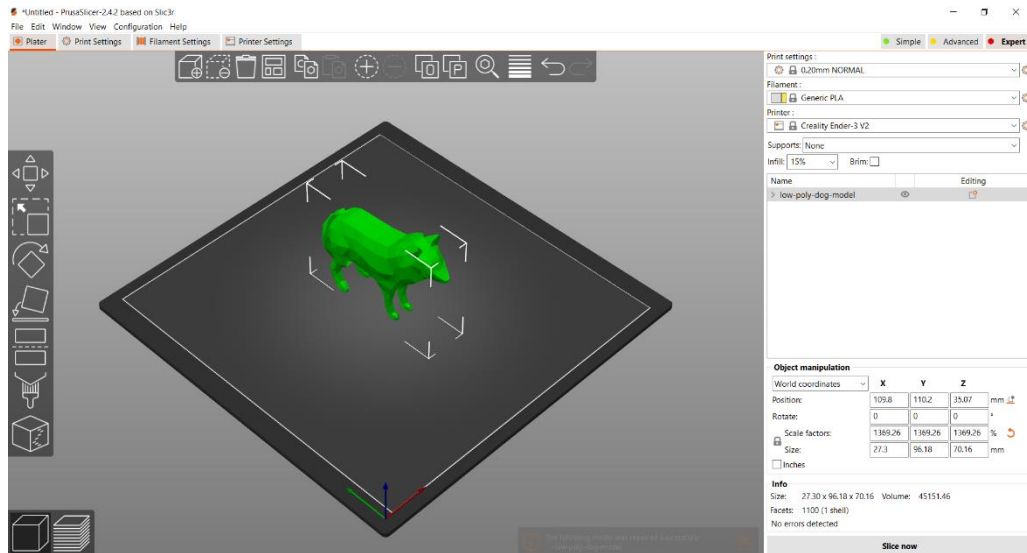 *Untitled - PrusaSlicer-2.4.2 based on Slic3r
File Edit Window View Configuration Help
Plater Print Settings Filament Settings Printer Settings Simple Advanced Expert
Print settings :
0.20mm NORMAL
Filament :
Generic PLA
Printer :
Creality Ender-3 V2
Supports: None
Infill: 15% Brim:
Name Editing
low-poly-dog-model
Object manipulation
World coordinates X Y Z
Position: 109.8 110.2 35.07 mm
Rotate: 0 0 0 °
Scale factors: 1369.26 1369.26 1369.26 %
Size: 27.3 96.18 70.16 mm
Inches
Info
Size: 27.30 x 96.18 x 70.16 Volume: 45151.46
Facets: 1100 (1 shell)
No errors detected
Slice now